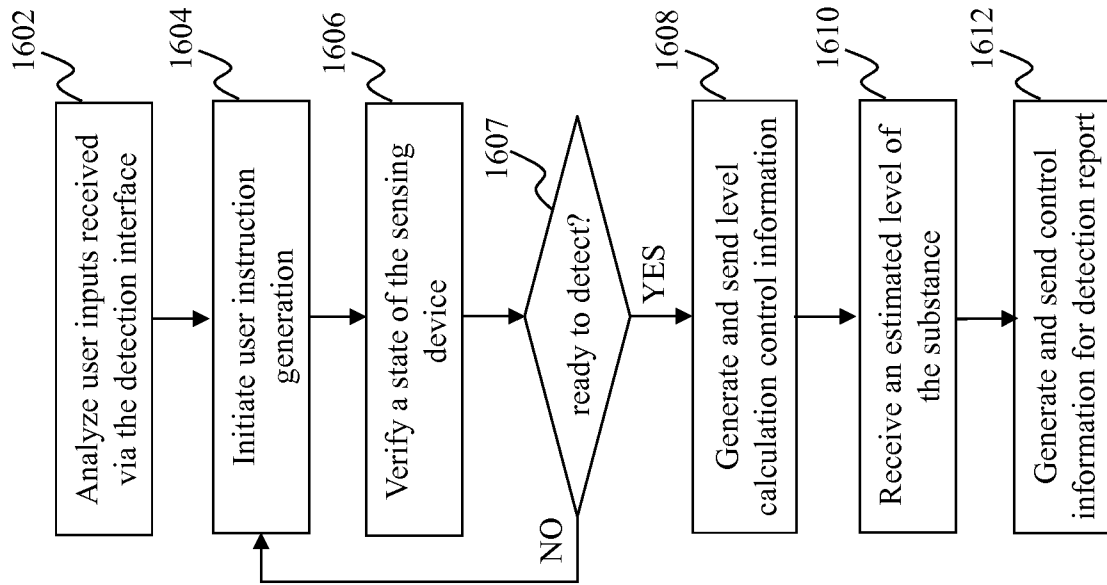 1602
Analyze user inputs received
via the detection interface
1604
Initiate user instruction
generation
1606
Verify a state of the sensing
device
1607
ready to detect?
NO
YES
1608
Generate and send level
calculation control information
1610
Receive an estimated level of
the substance
1612
Generate and send control
information for detection report